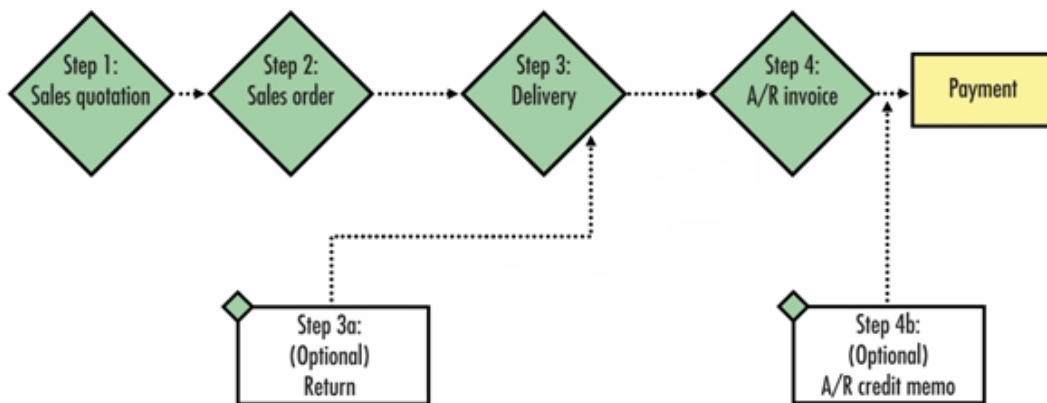 Step 1:
Sales quotation
Step 2:
Sales order
Step 3:
Delivery
Step 4:
A/R invoice
Payment
Step 3a:
(Optional)
Return
Step 4b:
(Optional)
A/R credit memo